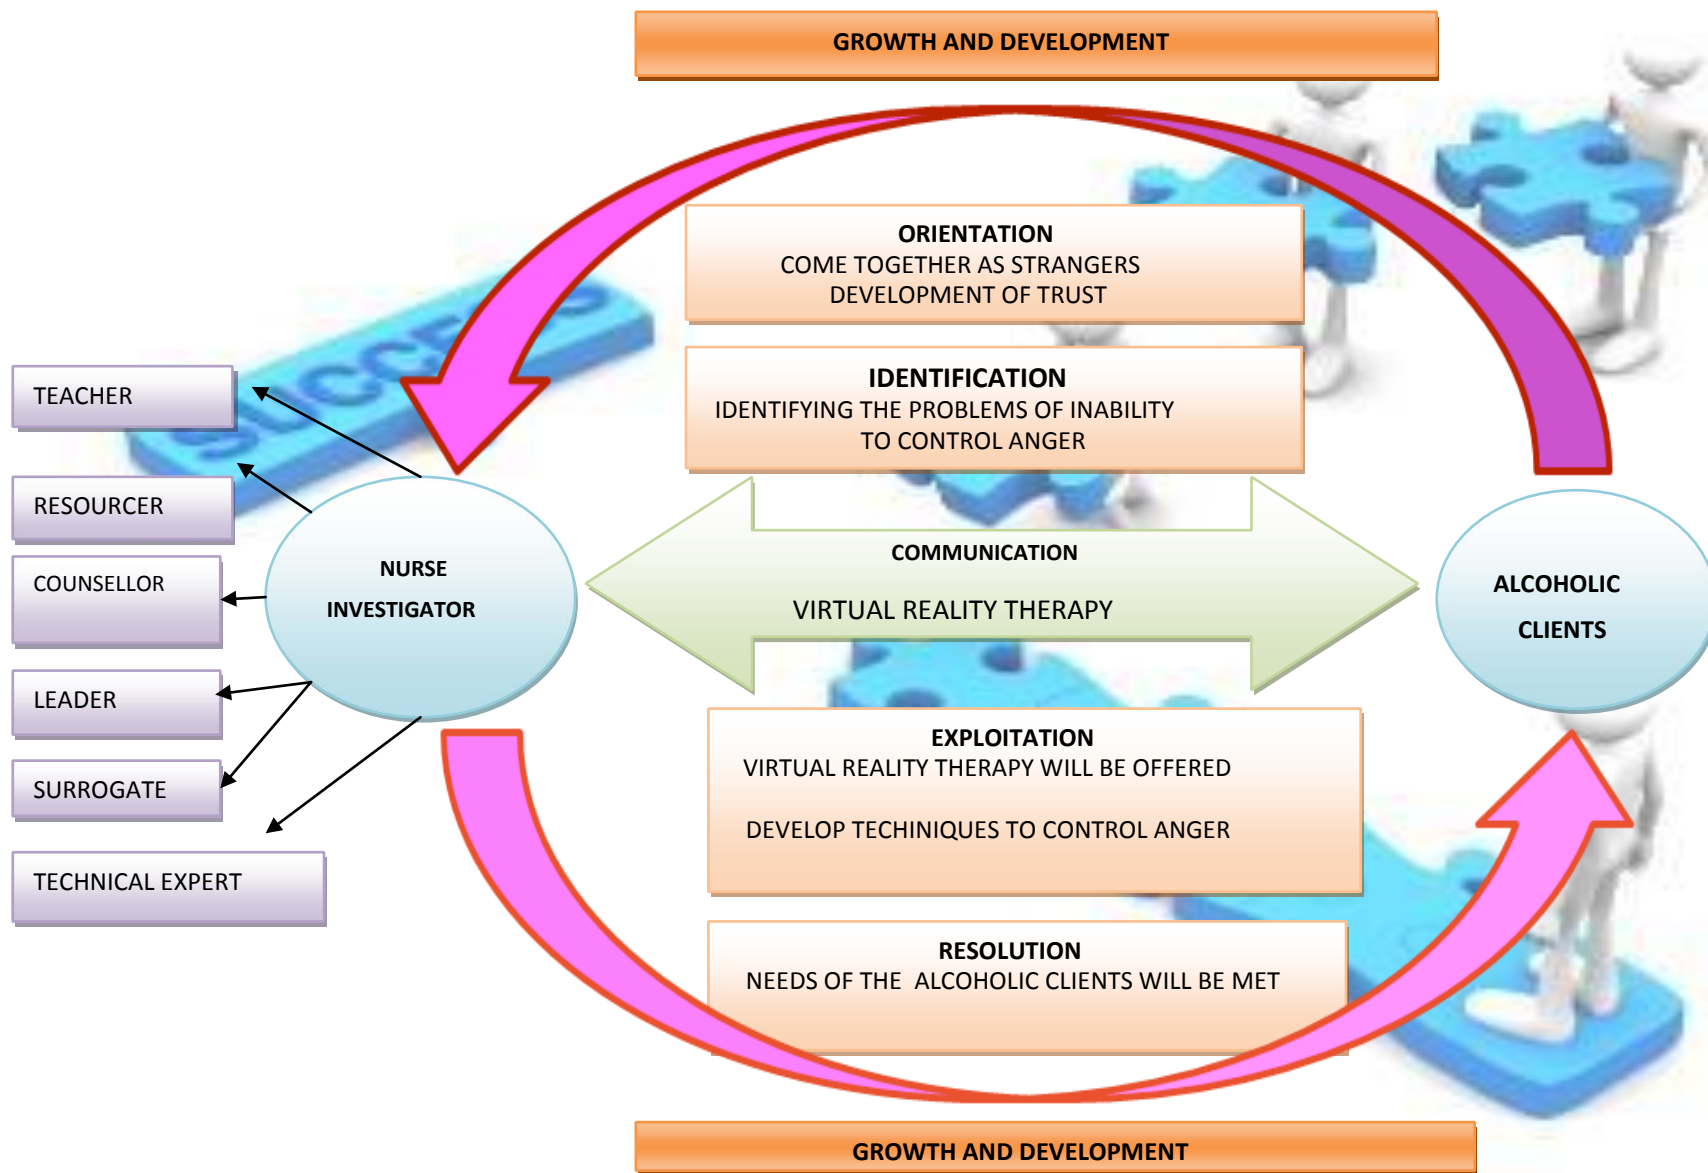 GROWTH AND DEVELOPMENT
ORIENTATION
COME TOGETHER AS STRANGERS
DEVELOPMENT OF TRUST
SUCCESS
IDENTIFICATION
IDENTIFYING THE PROBLEMS OF INABILITY
TO CONTROL ANGER
TEACHER
RESOURCER
COUNSELLOR
LEADER
SURROGATE
TECHNICAL EXPERT
NURSE
INVESTIGATOR
COMMUNICATION
VIRTUAL REALITY THERAPY
ALCOHOLIC
CLIENTS
EXPLOITATION
VIRTUAL REALITY THERAPY WILL BE OFFERED
DEVELOP TECHINIQUES TO CONTROL ANGER
RESOLUTION
NEEDS OF THE  ALCOHOLIC CLIENTS WILL BE MET
GROWTH AND DEVELOPMENT